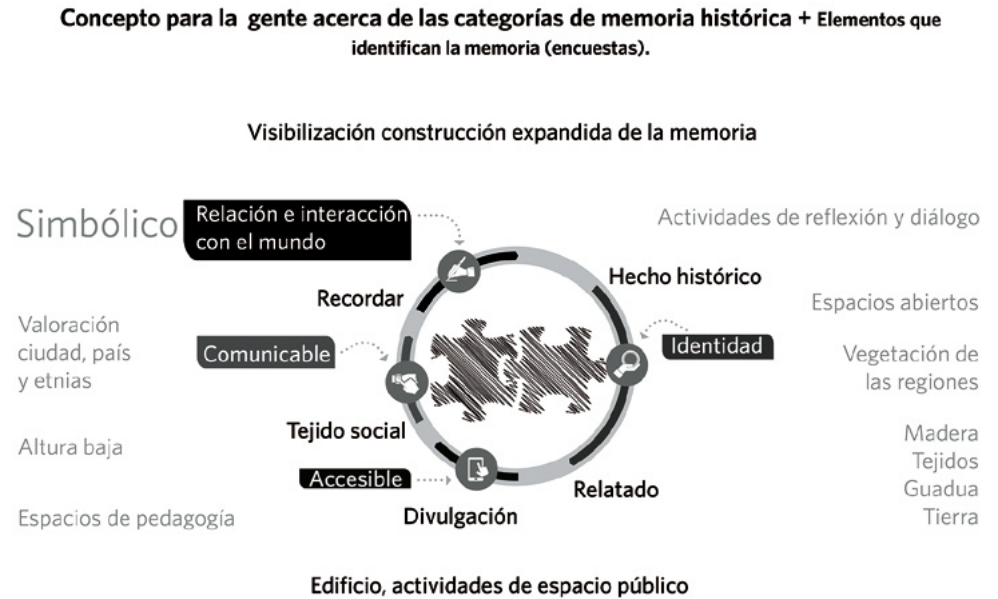 Concepto para la gente acerca de las categorías de memoria histórica + Elementos que
identifican la memoria (encuestas).
Visibilización construcción expandida de la memoria
Simbólico
Relación e interacción
con el mundo
Actividades de reflexión y diálogo
Recordar
Hecho histórico
Espacios abiertos
Valoración
ciudad, país
y etnias
Comunicable
Identidad
Vegetación de
las regiones
Tejido social
Altura baja
Madera
Tejidos
Guadua
Tierra
Accesible
Relatado
Divulgación
Espacios de pedagogía
Edificio, actividades de espacio público